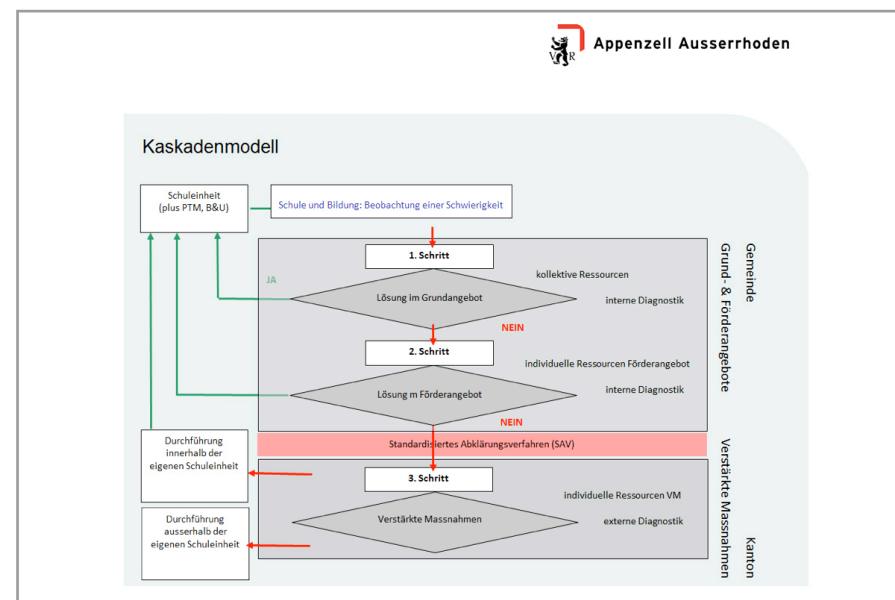 V R
Appenzell Ausserrhoden
Kaskadenmodell
Schuleinheit
(plus PTM, B&U)
Schule und Bildung: Beobachtung einer Schwierigkeit
1. Schritt
kollektive Ressourcen
JA
Lösung im Grundangebot
interne Diagnostik
NEIN
2. Schritt
individuelle Ressourcen Förderangebot
Lösung m Förderangebot
interne Diagnostik
NEIN
Gemeinde
Grund- & Förderangebote
Standardisiertes Abklärungsverfahren (SAV)
Durchführung
innerhalb der
eigenen Schuleinheit
3. Schritt
individuelle Ressourcen VM
Verstärkte Massnahmen
externe Diagnostik
Durchführung
ausserhalb der
eigenen Schuleinheit
Verstärkte Massnahmen
Kanton